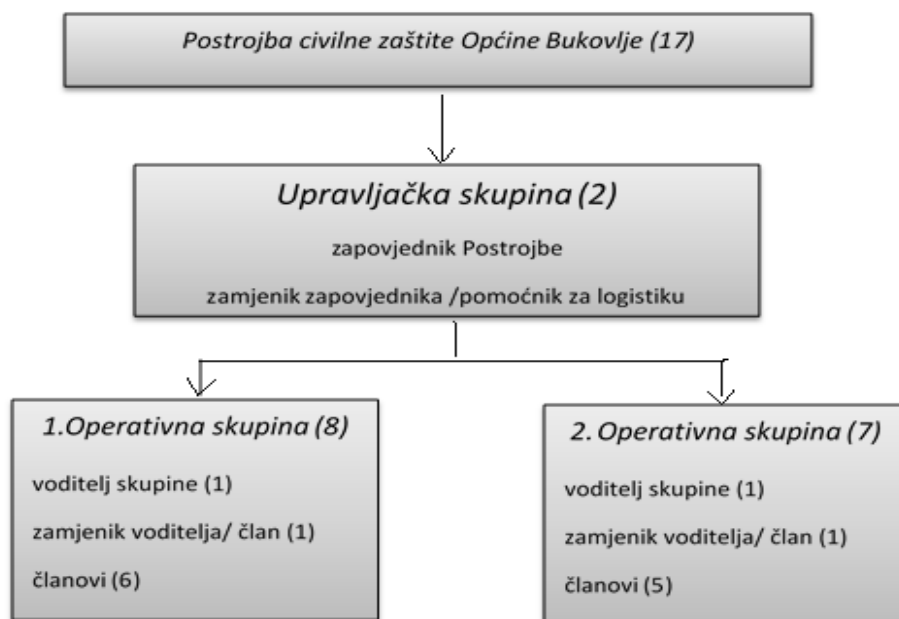 Postrojba civilne zaštite Općine Bukovlje (17)
Upravljačka skupina (2)
zapovjednik Postrojbe
zamjenik zapovjednika /pomoćnik za logistiku
1.Operativna skupina (8)
voditelj skupine (1)
zamjenik voditelja/ član (1)
članovi (6)
2. Operativna skupina (7)
voditelj skupine (1)
zamjenik voditelja/ član (1)
članovi (5)